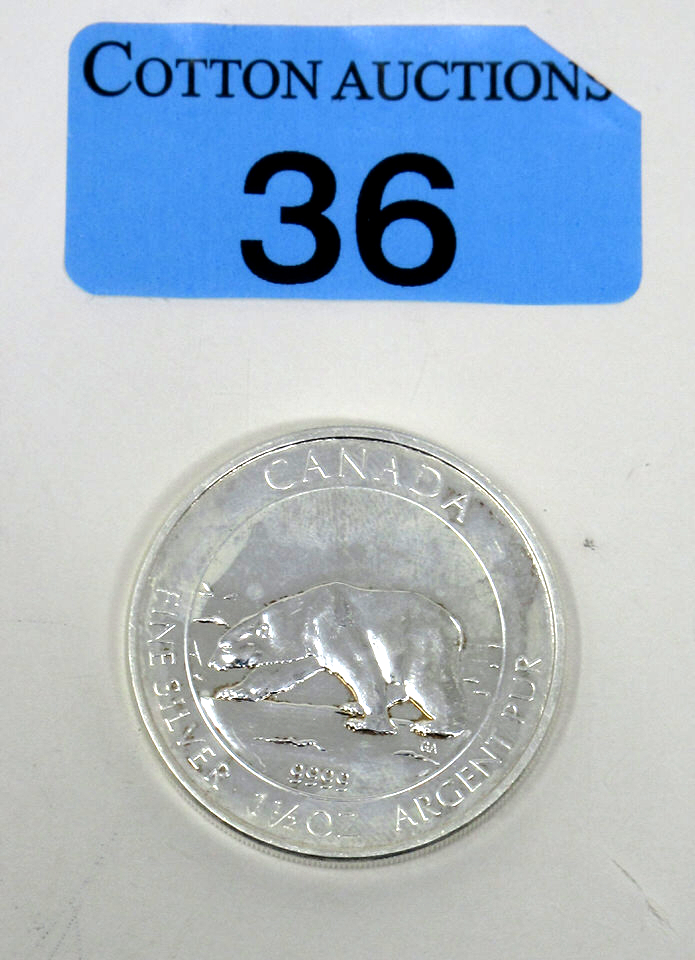 COTTON AUCTIONS
36
CANADA
FINE SILVER 1 ½ OZ ARGENT PUR
9999
GA